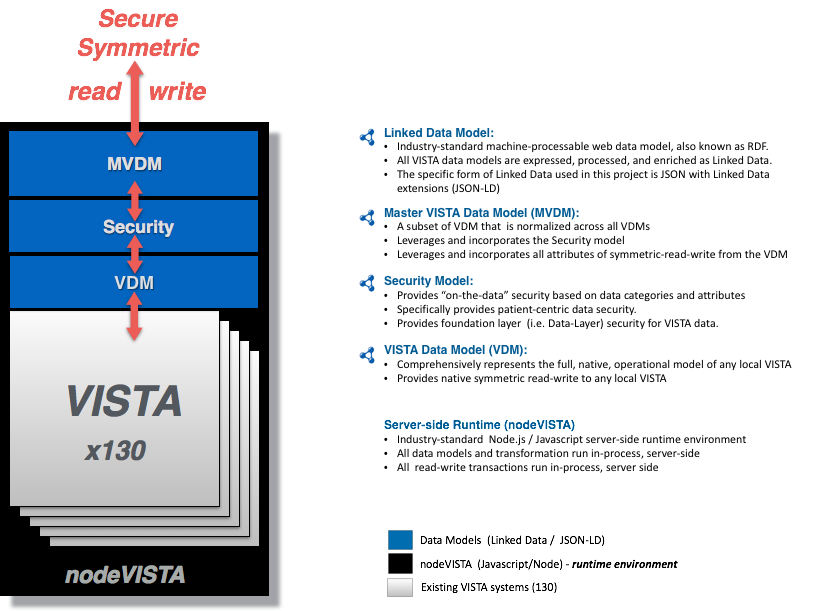 Secure
Symmetric
read write
MVDM
Security
VDM
VISTA
x130
nodeVISTA
Linked Data Model:
• Industry-standard machine-processable web data model, also known as RDF.
• All VISTA data models are expressed, processed, and enriched as Linked Data.
• The specific form of Linked Data used in this project is JSON with Linked Data
extensions (JSON-LD)
Master VISTA Data Model (MVDM):
• A subset of VDM that is normalized across all VDMs
• Leverages and incorporates the Security model
• Leverages and incorporates all attributes of symmetric-read-write from the VDM
Security Model:
• Provides “on-the-data” security based on data categories and attributes
• Specifically provides patient-centric data security.
• Provides foundation layer (i.e. Data-Layer) security for VISTA data.
VISTA Data Model (VDM):
• Comprehensively represents the full, native, operational model of any local VISTA
• Provides native symmetric read-write to any local VISTA
Server-side Runtime (nodeVISTA)
• Industry-standard Node.js / Javascript server-side runtime environment
• All data models and transformation run in-process, server-side
• All read-write transactions run in-process, server side
Data Models (Linked Data / JSON-LD)
nodeVISTA (Javascript/Node) - runtime environment
Existing VISTA systems (130)